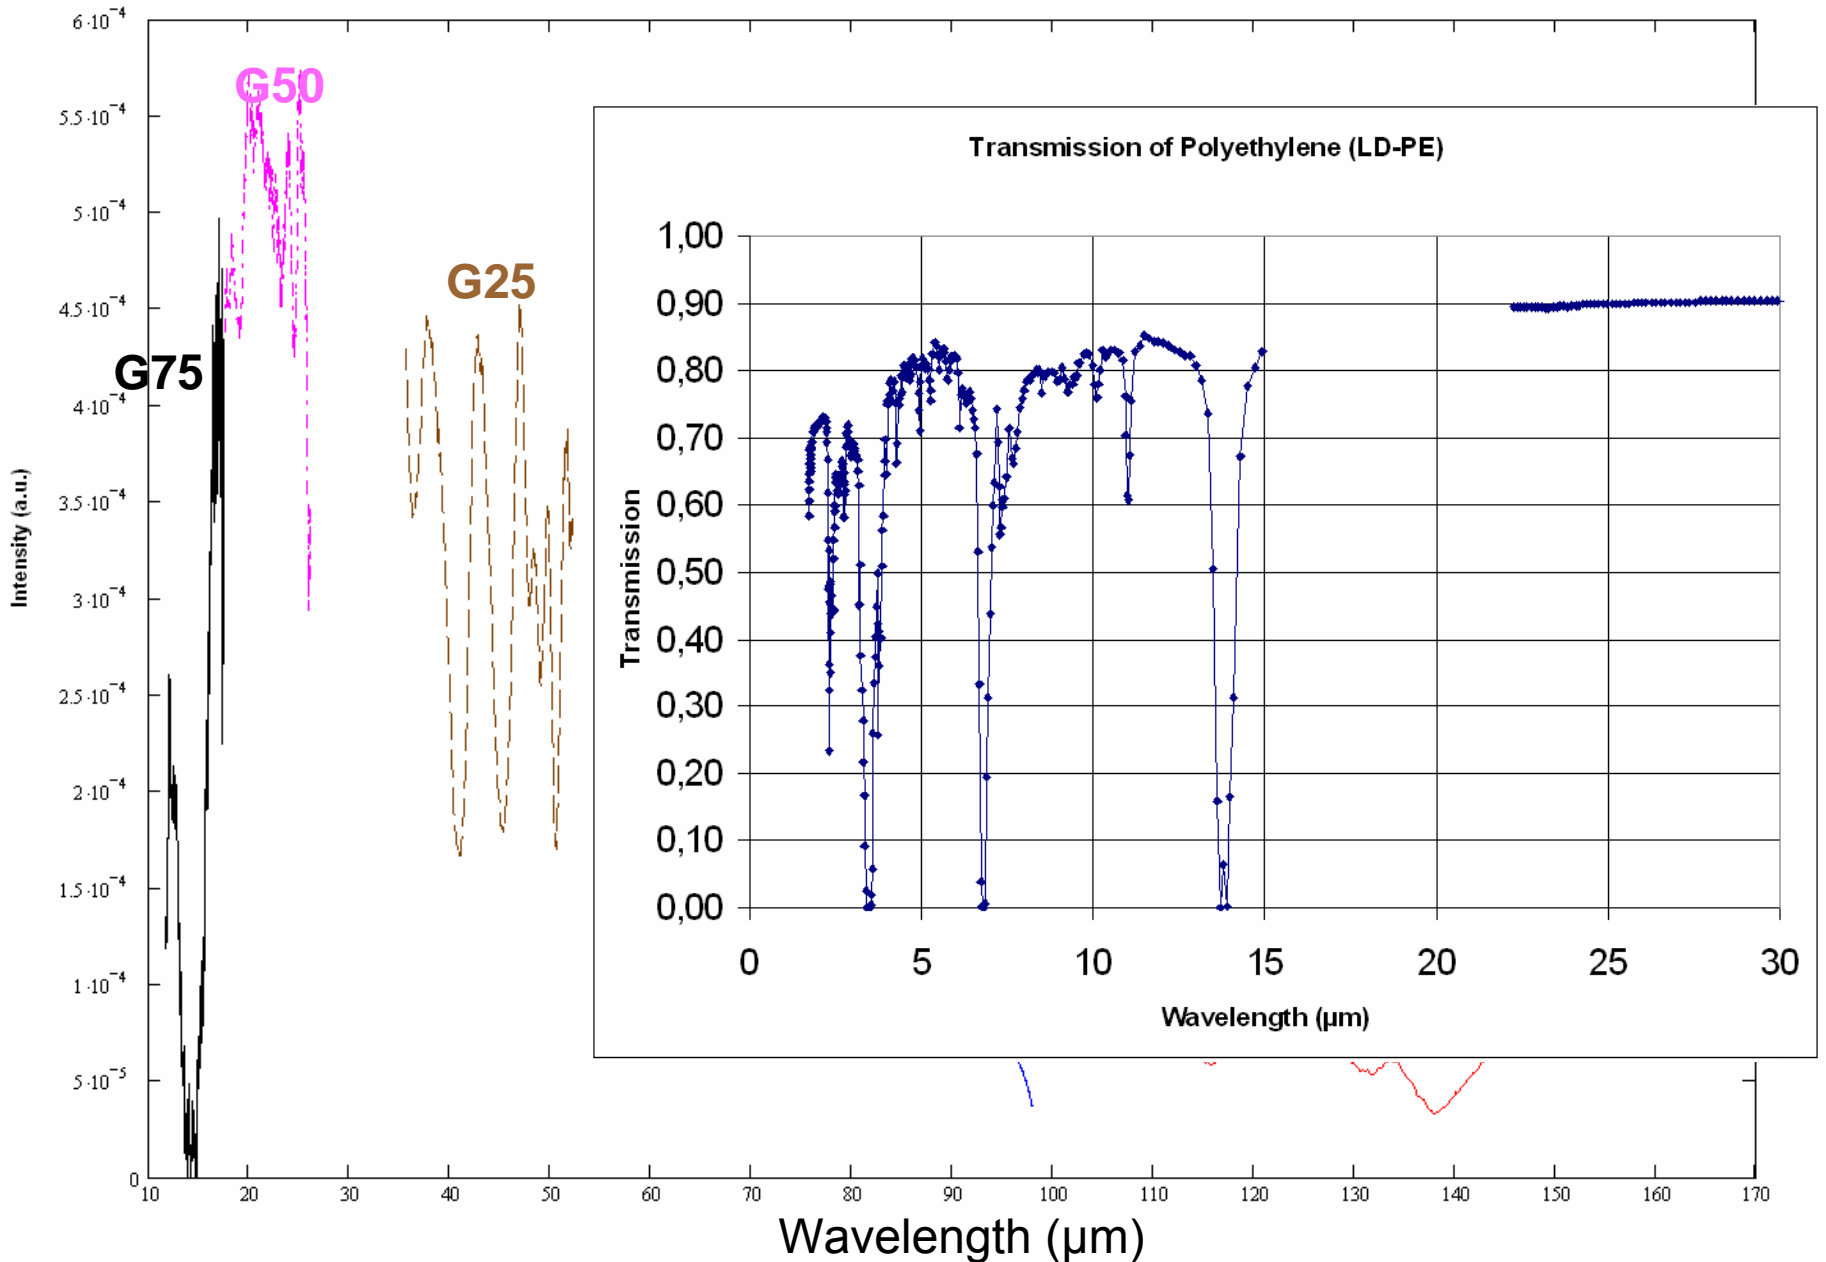 6·10⁻⁴
5.5·10⁻⁴
5·10⁻⁴
4.5·10⁻⁴
4·10⁻⁴
3.5·10⁻⁴
3·10⁻⁴
2.5·10⁻⁴
2·10⁻⁴
1.5·10⁻⁴
1·10⁻⁴
5·10⁻⁵
0
Intensity (a.u.)
G75
G50
G25
Transmission of Polyethylene (LD-PE)
1,00
0,90
0,80
0,70
0,60
0,50
0,40
0,30
0,20
0,10
0,00
Transmission
0 5 10 15 20 25 30
Wavelength (µm)
10 20 30 40 50 60 70 80 90 100 110 120 130 140 150 160 170
Wavelength (µm)